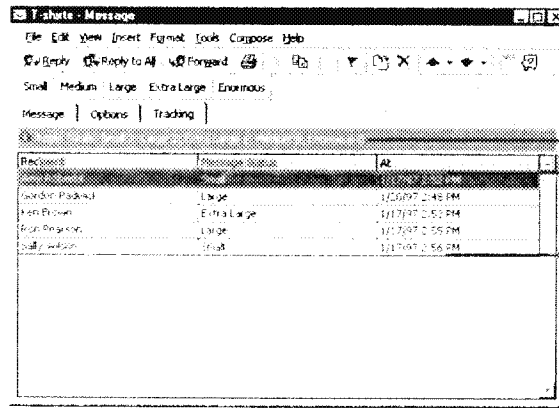 T-shirts - Message
File Edit View Insert Format Tools Compose Help
Reply Reply to All Forward
Small Medium Large Extra Large Enormous
Message Options Tracking
Recipient Message Status At
Gordon Padwick Large 1/20/97 2:48 PM
Ken Brown Extra Large 1/17/97 2:53 PM
Ron Pearson Large 1/17/97 2:55 PM
Sally Wilson Small 1/17/97 2:56 PM